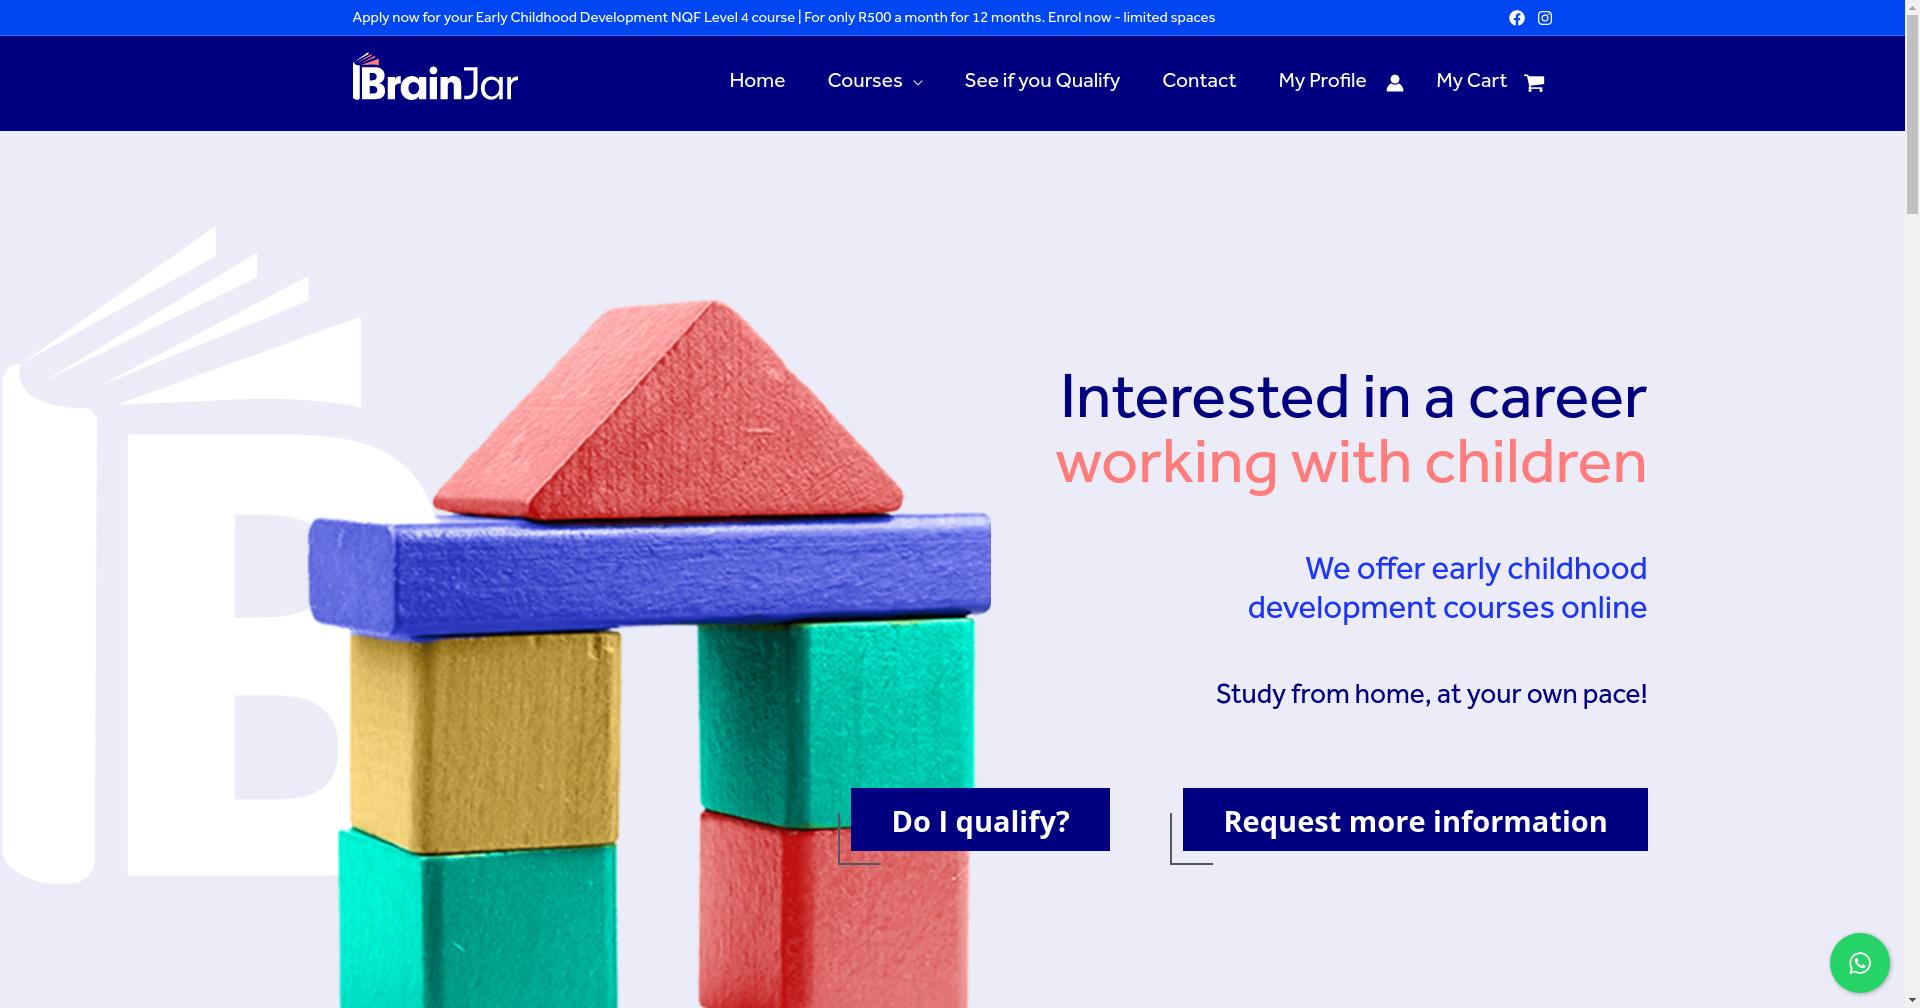 Apply now for your Early Childhood Development NQF Level 4 course | For only R500 a month for 12 months. Enrol now - limited spaces
BrainJar
Home
Courses
See if you Qualify
Contact
My Profile
My Cart
Interested in a career
working with children
We offer early childhood
development courses online
Study from home, at your own pace!
Do I qualify?
Request more information